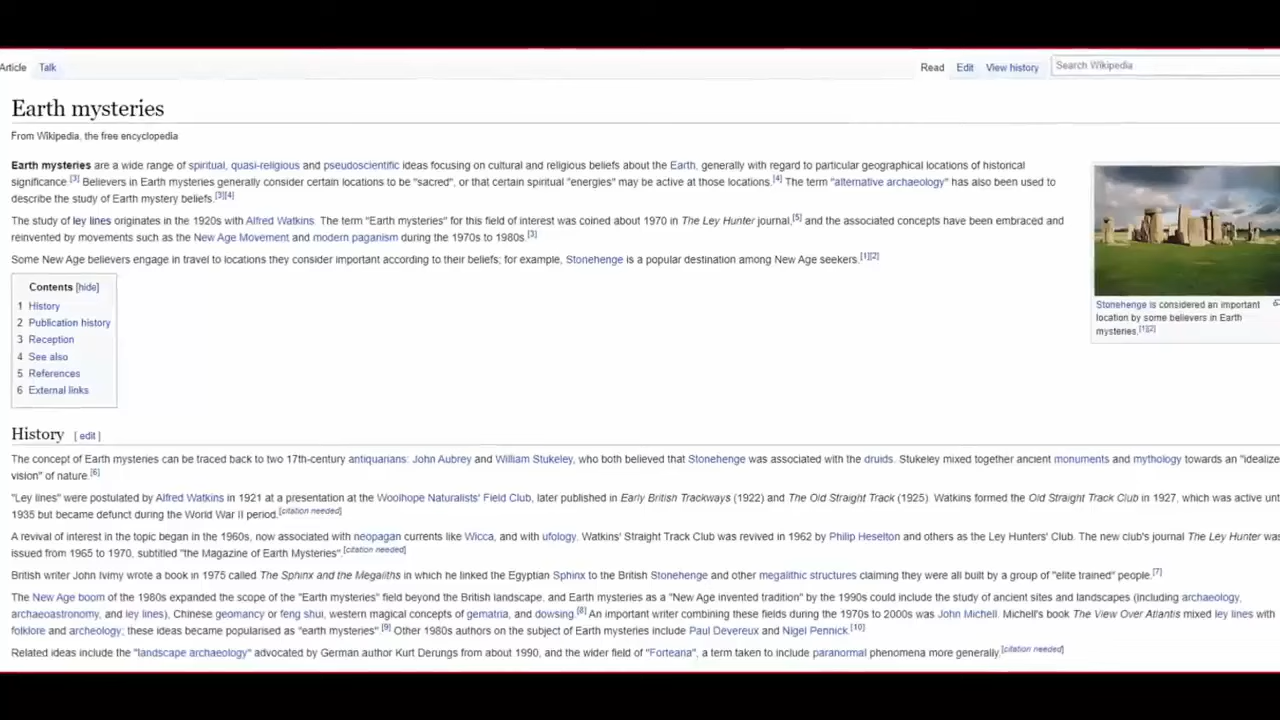 Article Talk Read Edit View history Search Wikipedia
Earth mysteries
From Wikipedia, the free encyclopedia
Earth mysteries are a wide range of spiritual, quasi-religious and pseudoscientific ideas focusing on cultural and religious beliefs about the Earth, generally with regard to particular geographical locations of historical
significance.[3] Believers in Earth mysteries generally consider certain locations to be "sacred", or that certain spiritual "energies" may be active at those locations.[4] The term "alternative archaeology" has also been used to
describe the study of Earth mystery beliefs.[3][4]
The study of ley lines originates in the 1920s with Alfred Watkins. The term "Earth mysteries" for this field of interest was coined about 1970 in The Ley Hunter journal,[5] and the associated concepts have been embraced and
reinvented by movements such as the New Age Movement and modern paganism during the 1970s to 1980s.[3]
Some New Age believers engage in travel to locations they consider important according to their beliefs; for example, Stonehenge is a popular destination among New Age seekers.[1][2]
Stonehenge is considered an important
location by some believers in Earth
mysteries.[1][2]
Contents [hide]
1 History
2 Publication history
3 Reception
4 See also
5 References
6 External links
History [ edit ]
The concept of Earth mysteries can be traced back to two 17th-century antiquarians: John Aubrey and William Stukeley, who both believed that Stonehenge was associated with the druids. Stukeley mixed together ancient monuments and mythology towards an "idealize
vision" of nature.[6]
"Ley lines" were postulated by Alfred Watkins in 1921 at a presentation at the Woolhope Naturalists' Field Club, later published in Early British Trackways (1922) and The Old Straight Track (1925). Watkins formed the Old Straight Track Club in 1927, which was active unt
1935 but became defunct during the World War II period.[citation needed]
A revival of interest in the topic began in the 1960s, now associated with neopagan currents like Wicca, and with ufology. Watkins' Straight Track Club was revived in 1962 by Philip Heselton and others as the Ley Hunters' Club. The new club's journal The Ley Hunter was
issued from 1965 to 1970, subtitled "the Magazine of Earth Mysteries".[citation needed]
British writer John Ivimy wrote a book in 1975 called The Sphinx and the Megaliths in which he linked the Egyptian Sphinx to the British Stonehenge and other megalithic structures claiming they were all built by a group of "elite trained" people.[7]
The New Age boom of the 1980s expanded the scope of the "Earth mysteries" field beyond the British landscape, and Earth mysteries as a "New Age invented tradition" by the 1990s could include the study of ancient sites and landscapes (including archaeology,
archaeoastronomy, and ley lines), Chinese geomancy or feng shui, western magical concepts of gematria, and dowsing.[8] An important writer combining these fields during the 1970s to 2000s was John Michell. Michell's book The View Over Atlantis mixed ley lines with
folklore and archeology; these ideas became popularised as "earth mysteries".[9] Other 1980s authors on the subject of Earth mysteries include Paul Devereux and Nigel Pennick.[10]
Related ideas include the "landscape archaeology" advocated by German author Kurt Derungs from about 1990, and the wider field of "Forteana", a term taken to include paranormal phenomena more generally.[citation needed]